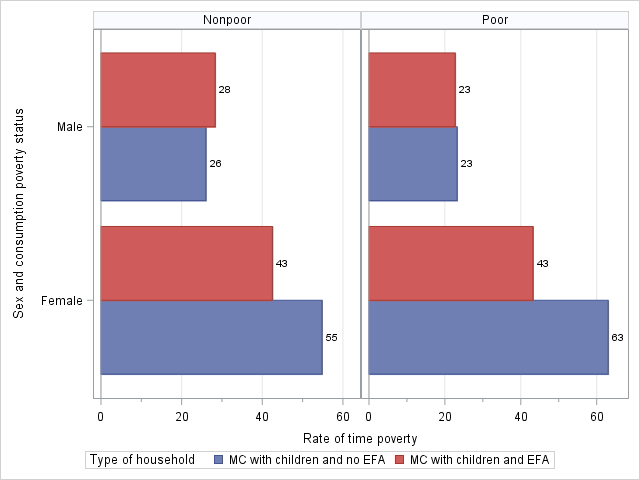 Nonpoor Poor
Sex and consumption poverty status
Male
28 23
26 23
Female
43 43
55 63
0 20 40 60 0 20 40 60
Rate of time poverty
Type of household MC with children and no EFA MC with children and EFA